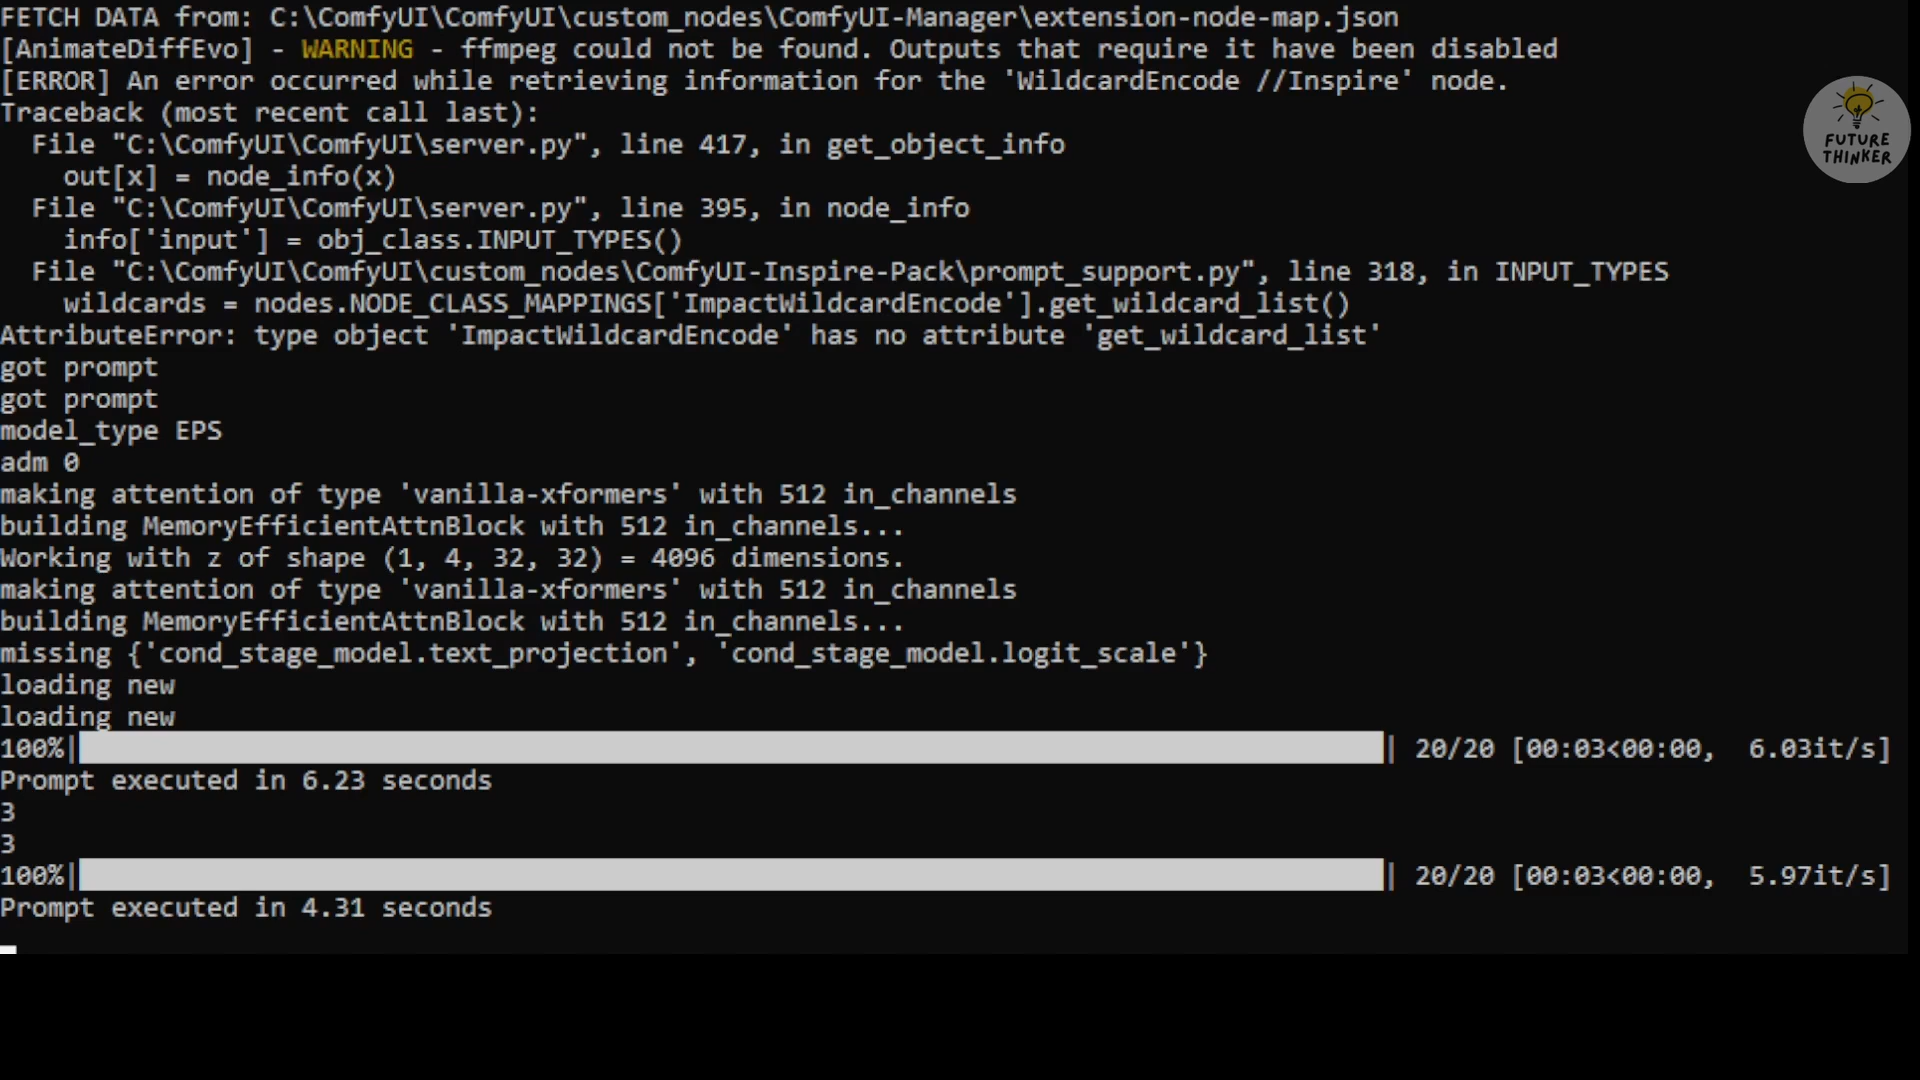 FETCH DATA from: C:\ComfyUI\ComfyUI\custom_nodes\ComfyUI-Manager\extension-node-map.json
[AnimateDiffEvo] - WARNING - ffmpeg could not be found. Outputs that require it have been disabled
[ERROR] An error occurred while retrieving information for the 'WildcardEncode //Inspire' node.
Traceback (most recent call last):
  File "C:\ComfyUI\ComfyUI\server.py", line 417, in get_object_info
    out[x] = node_info(x)
  File "C:\ComfyUI\ComfyUI\server.py", line 395, in node_info
    info['input'] = obj_class.INPUT_TYPES()
  File "C:\ComfyUI\ComfyUI\custom_nodes\ComfyUI-Inspire-Pack\prompt_support.py", line 318, in INPUT_TYPES
    wildcards = nodes.NODE_CLASS_MAPPINGS['ImpactWildcardEncode'].get_wildcard_list()
AttributeError: type object 'ImpactWildcardEncode' has no attribute 'get_wildcard_list'
got prompt
got prompt
model_type EPS
adm 0
making attention of type 'vanilla-xformers' with 512 in_channels
building MemoryEfficientAttnBlock with 512 in_channels...
Working with z of shape (1, 4, 32, 32) = 4096 dimensions.
making attention of type 'vanilla-xformers' with 512 in_channels
building MemoryEfficientAttnBlock with 512 in_channels...
missing {'cond_stage_model.text_projection', 'cond_stage_model.logit_scale'}
loading new
loading new
100%| | 20/20 [00:03<00:00,  6.03it/s]
Prompt executed in 6.23 seconds
3
3
100%| | 20/20 [00:03<00:00,  5.97it/s]
Prompt executed in 4.31 seconds
FUTURE
THINKER